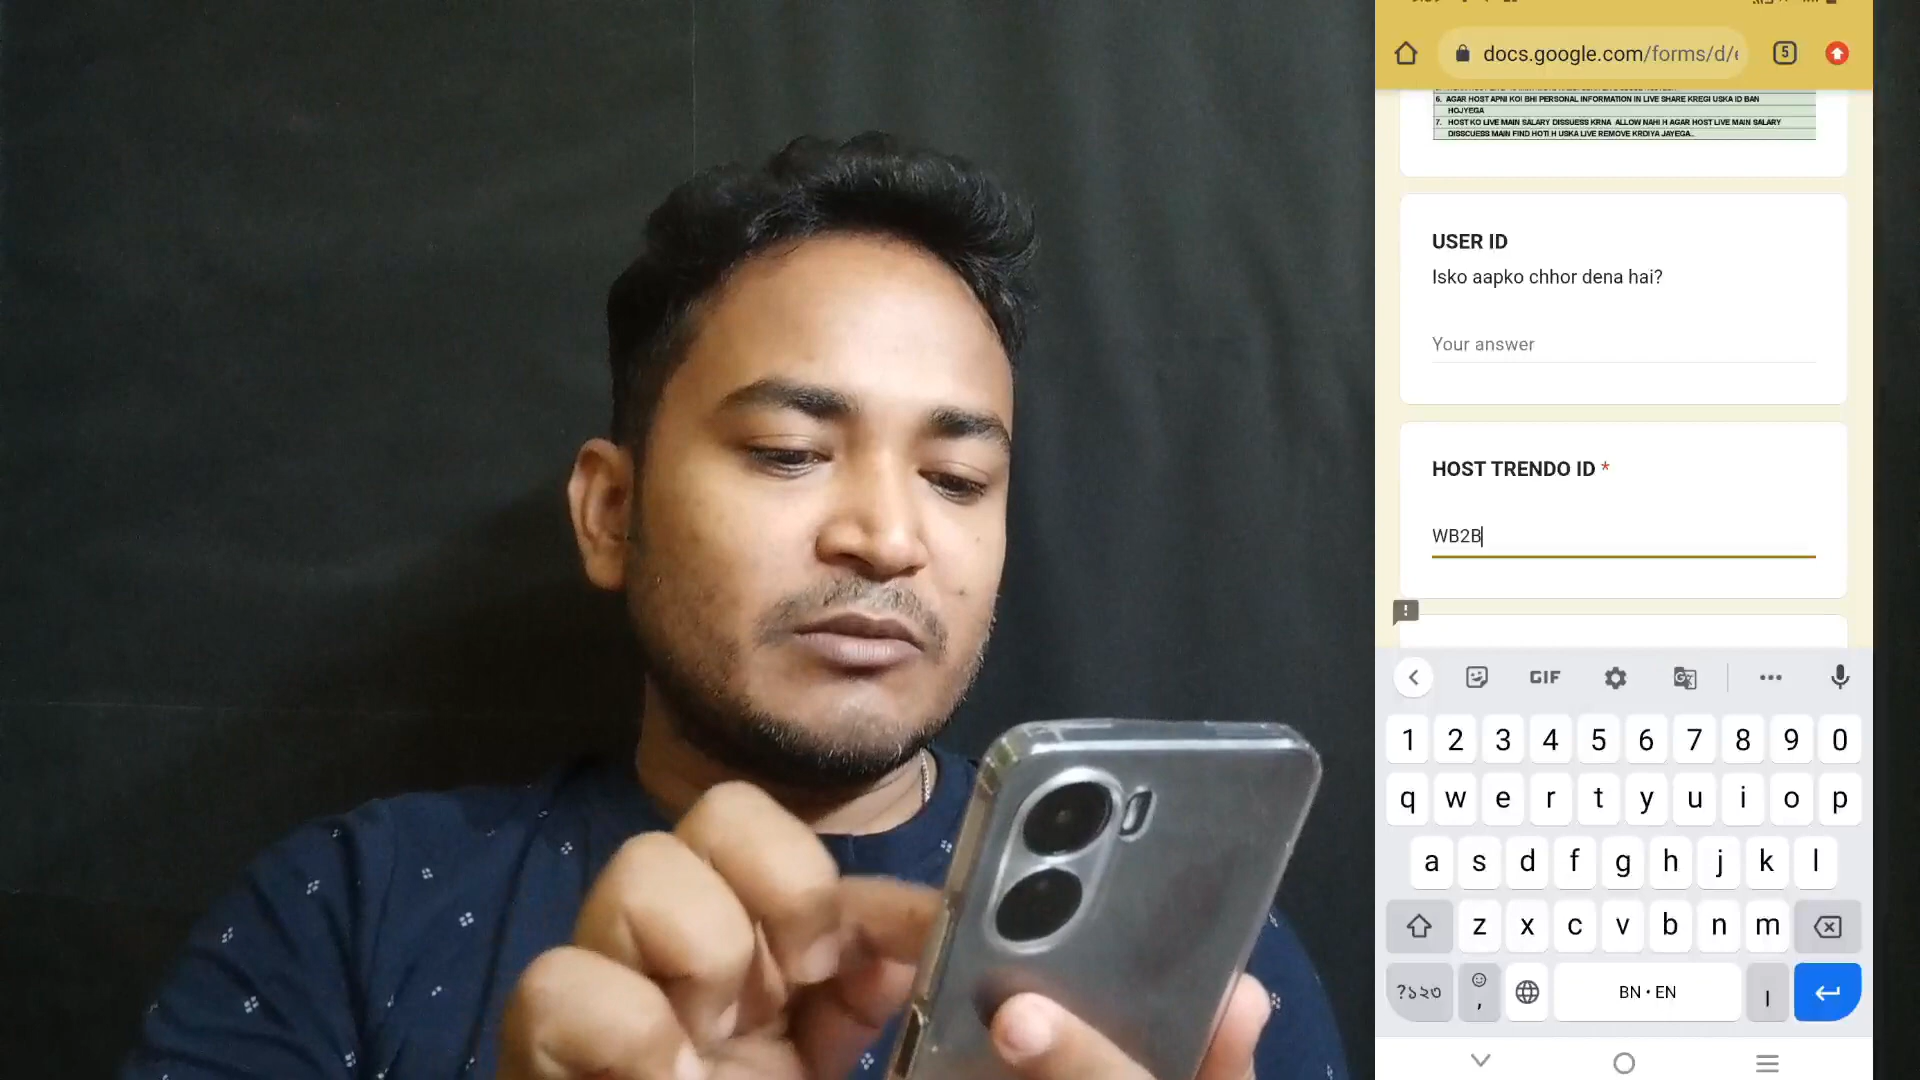 docs.google.com/forms/d/e
5
6. AGAR HOST APNI KOI BHI PERSONAL INFORMATION IN LIVE SHARE KREGI USKA ID BAN
HOJYEGA
7. HOST KO LIVE MAIN SALARY DISSUESS KRNA ALLOW NAHI H AGAR HOST LIVE MAIN SALARY
DISSCUESS MAIN FIND HOTI H USKA LIVE REMOVE KRDIYA JAYEGA..
USER ID
Isko aapko chhor dena hai?
Your answer
HOST TRENDO ID *
WB2B
GIF
1 2 3 4 5 6 7 8 9 0
q w e r t y u i o p
a s d f g h j k l
z x c v b n m
?১২৩ , BN • EN ।